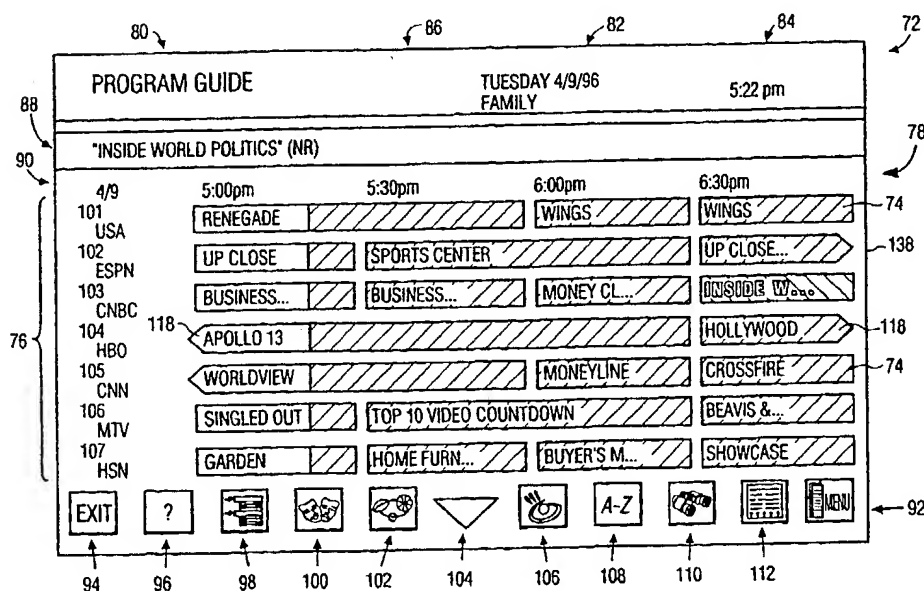 80 86 82 84 72
PROGRAM GUIDE
TUESDAY 4/9/96
FAMILY
5:22 pm
88
"INSIDE WORLD POLITICS" (NR)
78
90
4/9 5:00pm 5:30pm 6:00pm 6:30pm
101 USA RENEGADE WINGS WINGS 74
102 ESPN UP CLOSE SPORTS CENTER UP CLOSE... 138
103 CNBC BUSINESS... BUSINESS... MONEY CL... INSIDE W...
76 118 104 HBO APOLLO 13 HOLLYWOOD 118
105 CNN WORLDVIEW MONEYLINE CROSSFIRE 74
106 MTV SINGLED OUT TOP 10 VIDEO COUNTDOWN BEAVIS &...
107 HSN GARDEN HOME FURN... BUYER'S M... SHOWCASE
EXIT ? A-Z MENU 92
94 96 98 100 102 104 106 108 110 112